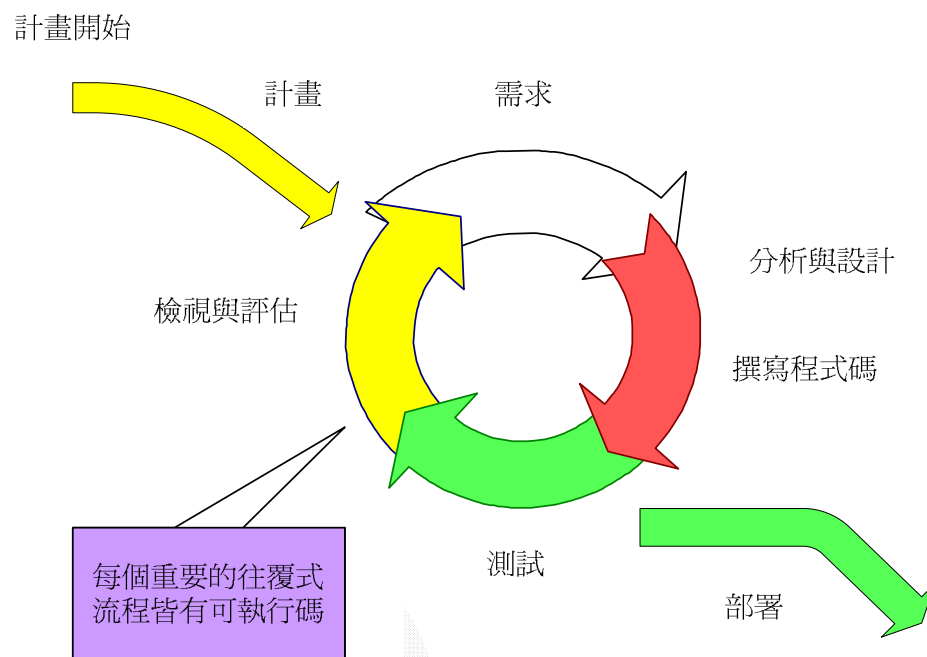 計畫開始
計畫
需求
分析與設計
檢視與評估
撰寫程式碼
測試
每個重要的往覆式
流程皆有可執行碼
部署